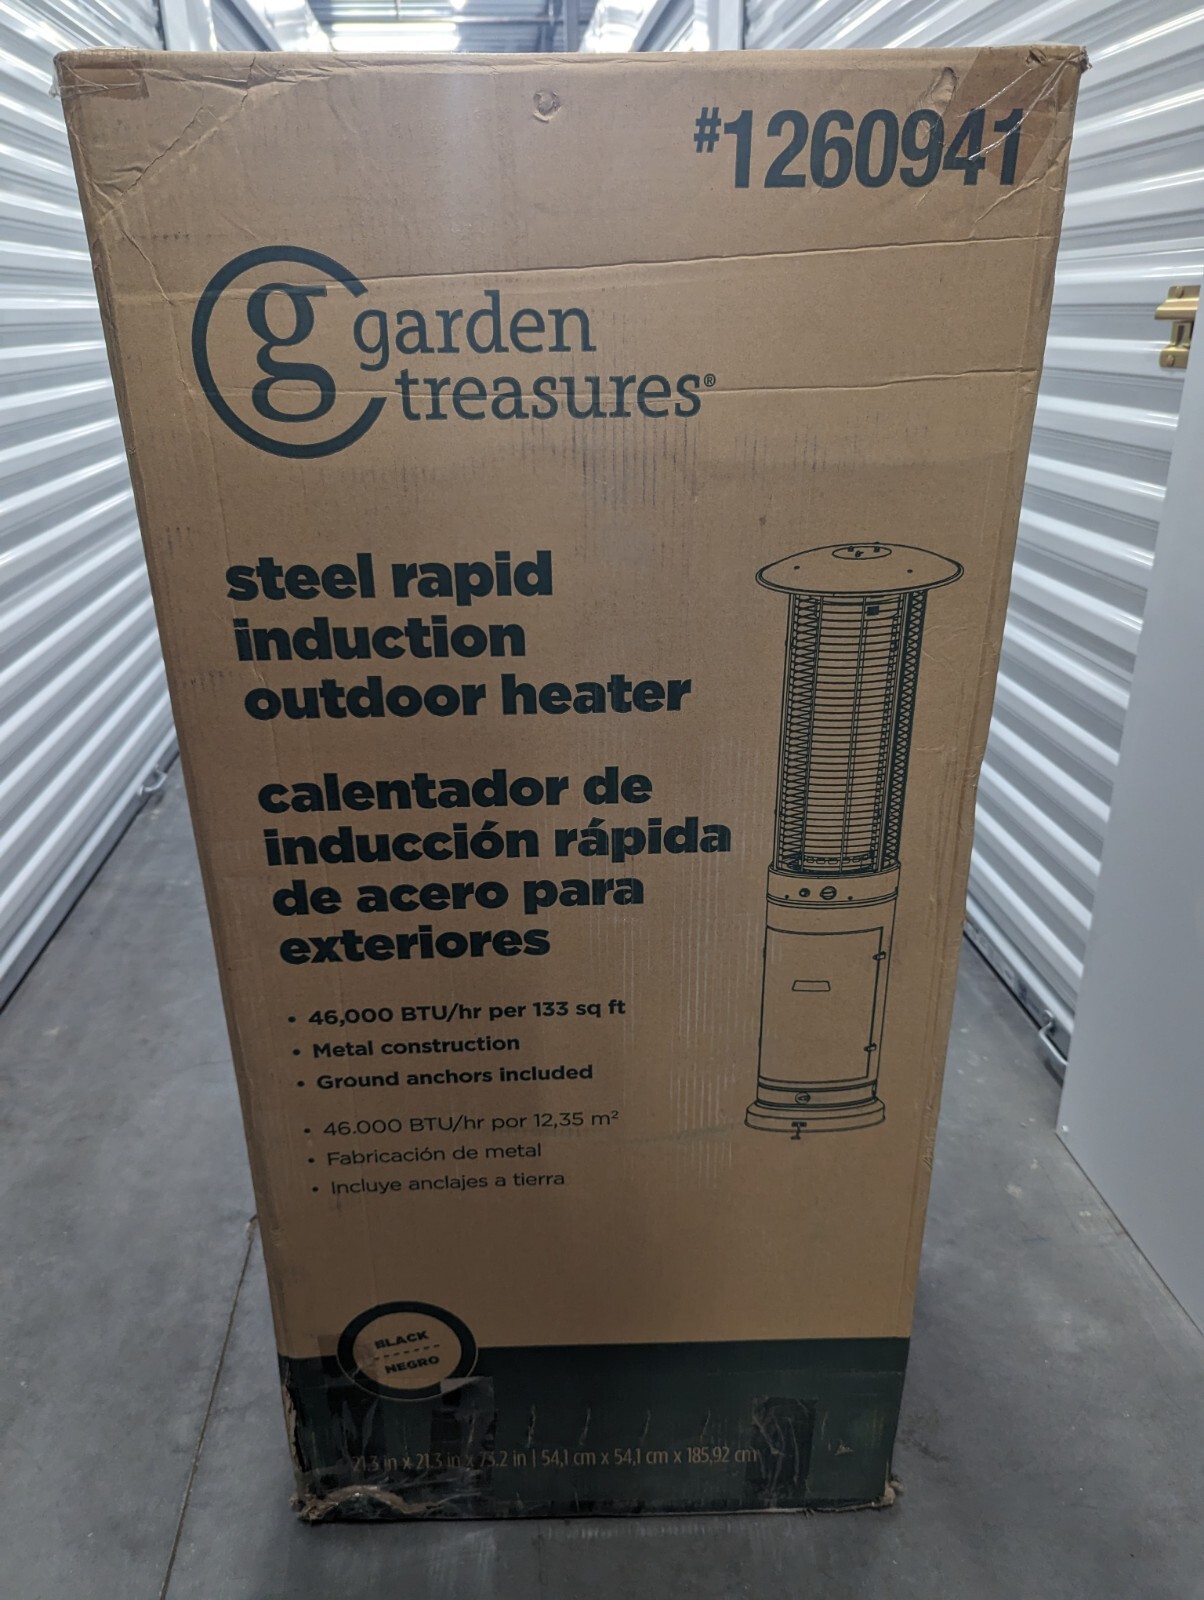 #1260941
g garden
treasures®
steel rapid
induction
outdoor heater
calentador de
inducción rápida
de acero para
exteriores
• 46,000 BTU/hr per 133 sq ft
• Metal construction
• Ground anchors included
• 46.000 BTU/hr por 12,35 m²
• Fabricación de metal
• Incluye anclajes a tierra
BLACK
NEGRO
21.3 in x 21.3 in x 73.2 in | 54,1 cm x 54,1 cm x 185,92 cm